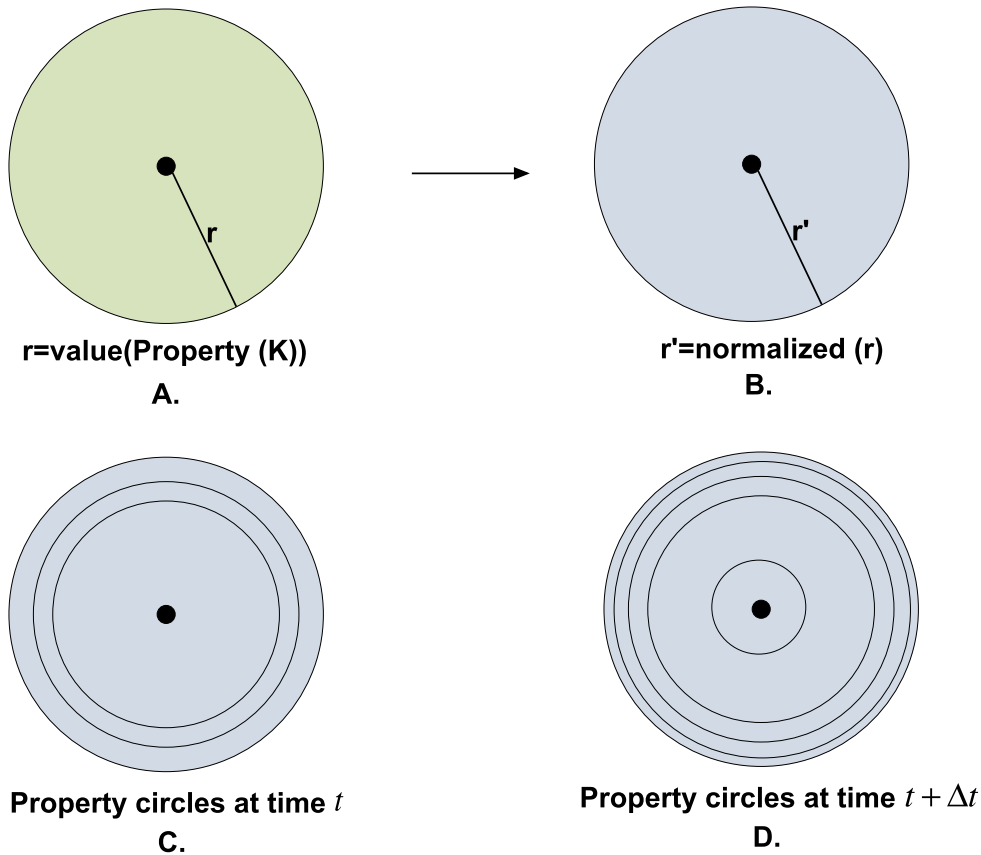 r
r'
r=value(Property (K))
r'=normalized (r)
A.
B.
Property circles at time t
Property circles at time t + Δt
C.
D.